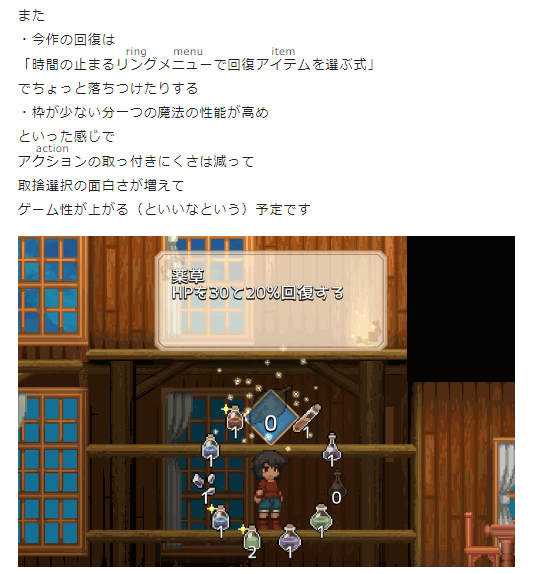 また
・今作の回復は
ring menu item
「時間の止まるリングメニューで回復アイテムを選ぶ式」
でちょっと落ちつけたりする
・枠が少ない分一つの魔法の性能が高め
といった感じで
action
アクションの取っ付きにくさは減って
取捨選択の面白さが増えて
ゲーム性が上がる（といいなという）予定です
薬草
HPを30と20%回復する
0
1
1
1
1
1
0
1
1
2
1